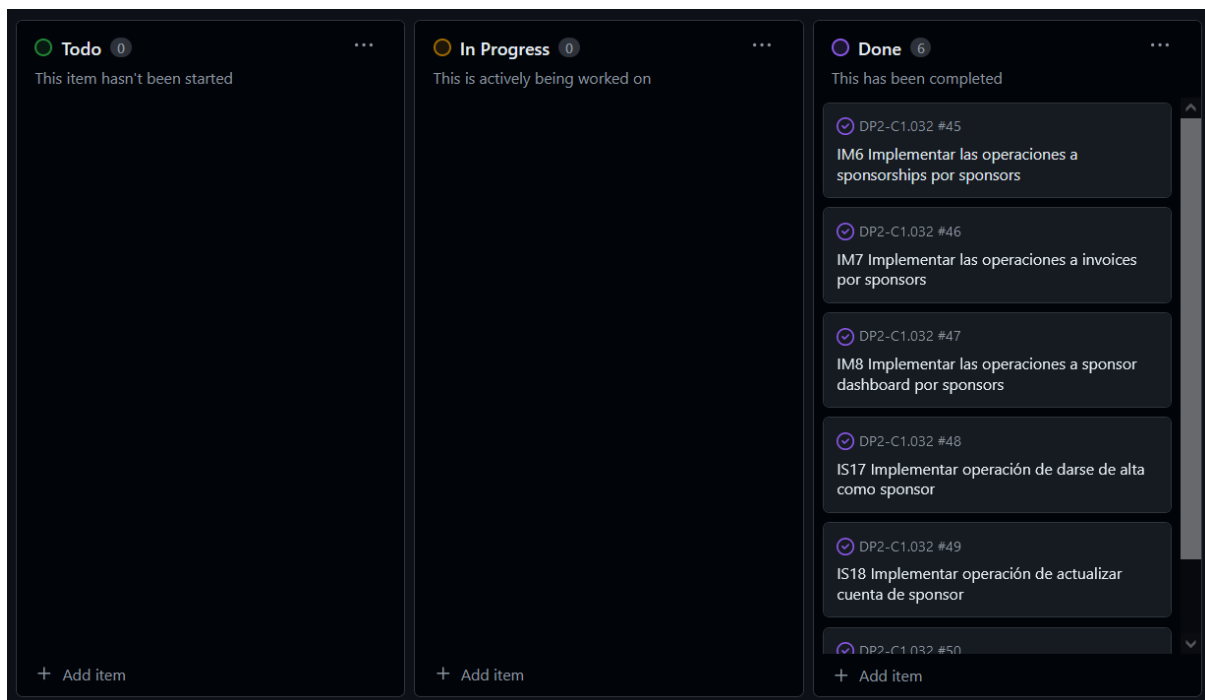 Todo 0
This item hasn't been started
Add item
In Progress 0
This is actively being worked on
Add item
Done 6
This has been completed
DP2-C1.032 #45
IM6 Implementar las operaciones a
sponsorships por sponsors
DP2-C1.032 #46
IM7 Implementar las operaciones a invoices
por sponsors
DP2-C1.032 #47
IM8 Implementar las operaciones a sponsor
dashboard por sponsors
DP2-C1.032 #48
IS17 Implementar operación de darse de alta
como sponsor
DP2-C1.032 #49
IS18 Implementar operación de actualizar
cuenta de sponsor
DP2-C1.032 #50
Add item